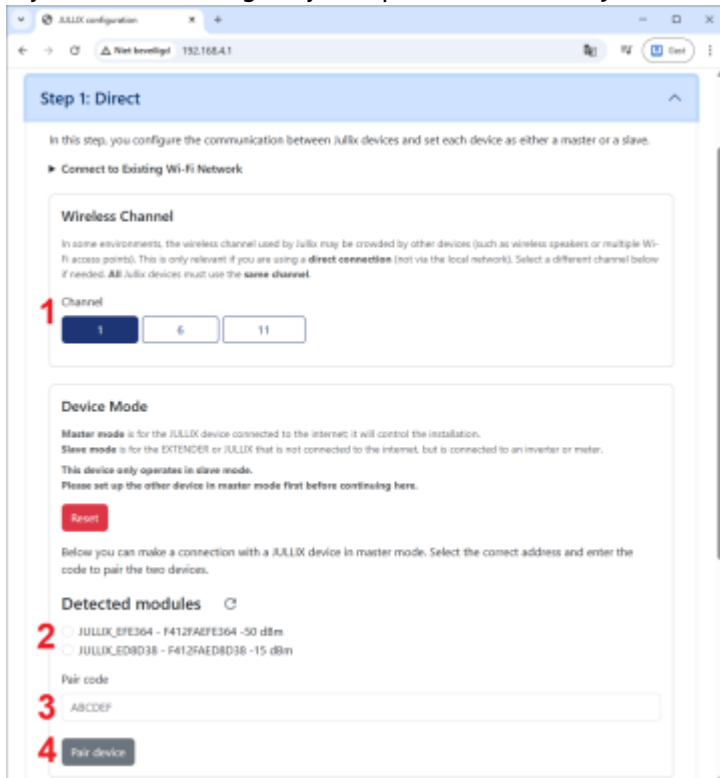 JULLIX configuration
Niet beveiligd 192.168.4.1
Cast
Step 1: Direct
In this step, you configure the communication between Jullix devices and set each device as either a master or a slave.
Connect to Existing Wi-Fi Network
Wireless Channel
In some environments, the wireless channel used by Jullix may be crowded by other devices (such as wireless speakers or multiple Wi-
Fi access points). This is only relevant if you are using a direct connection (not via the local network). Select a different channel below
if needed. All Jullix devices must use the same channel.
Channel
1
1 6 11
Device Mode
Master mode is for the JULLIX device connected to the internet; it will control the installation.
Slave mode is for the EXTENDER or JULLIX that is not connected to the internet, but is connected to an inverter or meter.
This device only operates in slave mode.
Please set up the other device in master mode first before continuing here.
Reset
Below you can make a connection with a JULLIX device in master mode. Select the correct address and enter the
code to pair the two devices.
Detected modules
2
JULLIX_EFE364 - F412FAEFE364 -50 dBm
JULLIX_ED8D38 - F412FAED8D38 -15 dBm
Pair code
3 ABCDEF
4 Pair device